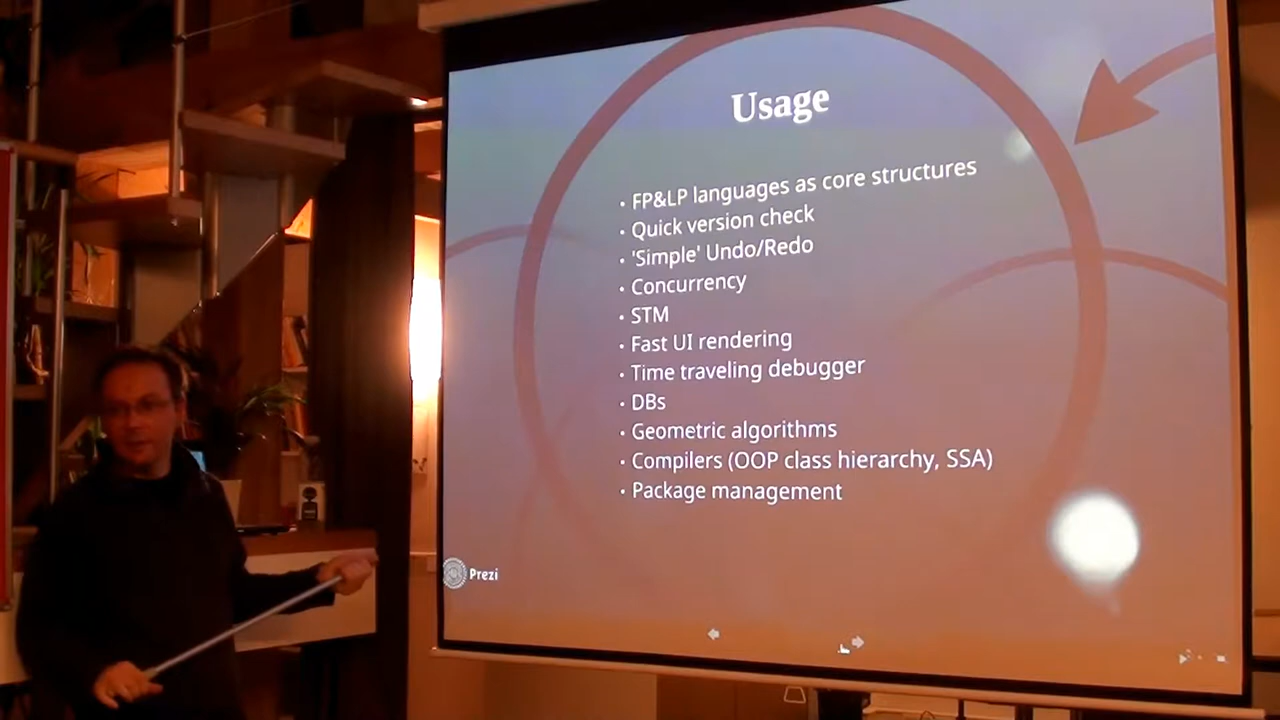 Usage
• FP&LP languages as core structures
• Quick version check
• 'Simple' Undo/Redo
• Concurrency
• STM
• Fast UI rendering
• Time traveling debugger
• DBs
• Geometric algorithms
• Compilers (OOP class hierarchy, SSA)
• Package management
Prezi